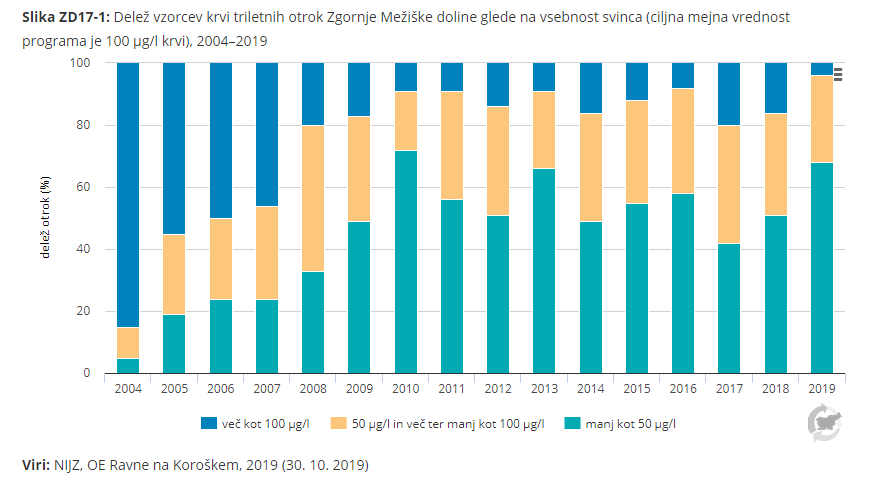 Slika ZD17-1: Delež vzorcev krvi triletnih otrok Zgornje Mežiške doline glede na vsebnost svinca (ciljna mejna vrednost
programa je 100 µg/l krvi), 2004–2019
100
80
60
40
20
0
delež otrok (%)
2004 2005 2006 2007 2008 2009 2010 2011 2012 2013 2014 2015 2016 2017 2018 2019
več kot 100 µg/l 50 µg/l in več ter manj kot 100 µg/l manj kot 50 µg/l
Viri: NIJZ, OE Ravne na Koroškem, 2019 (30. 10. 2019)